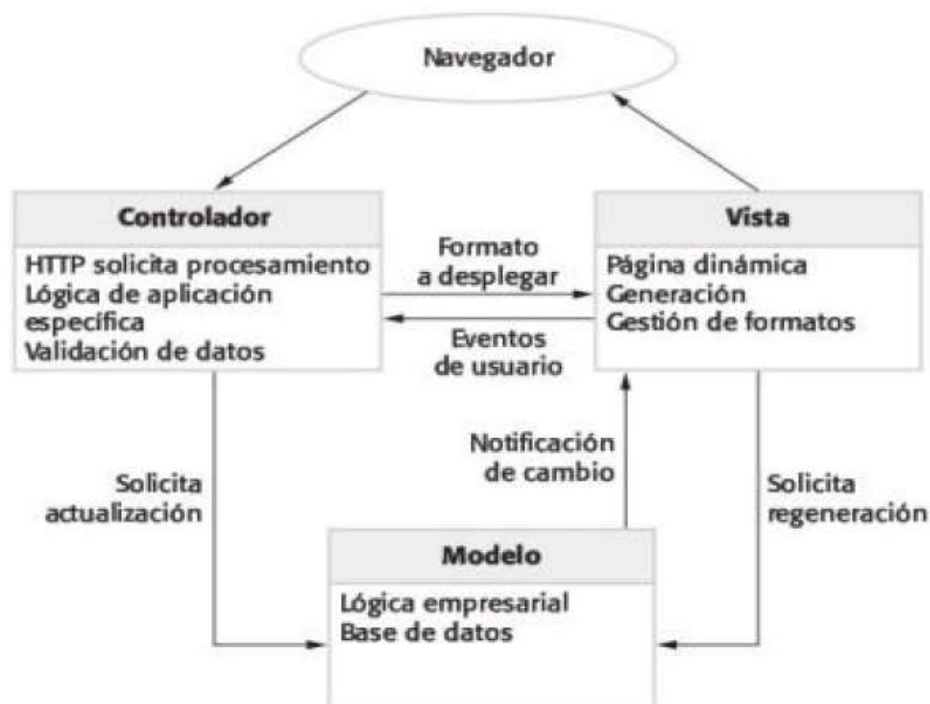 Navegador
Controlador
HTTP solicita procesamiento
Lógica de aplicación
específica
Validación de datos
Formato
a desplegar
Eventos
de usuario
Vista
Página dinámica
Generación
Gestión de formatos
Solicita
actualización
Notificación
de cambio
Solicita
regeneración
Modelo
Lógica empresarial
Base de datos